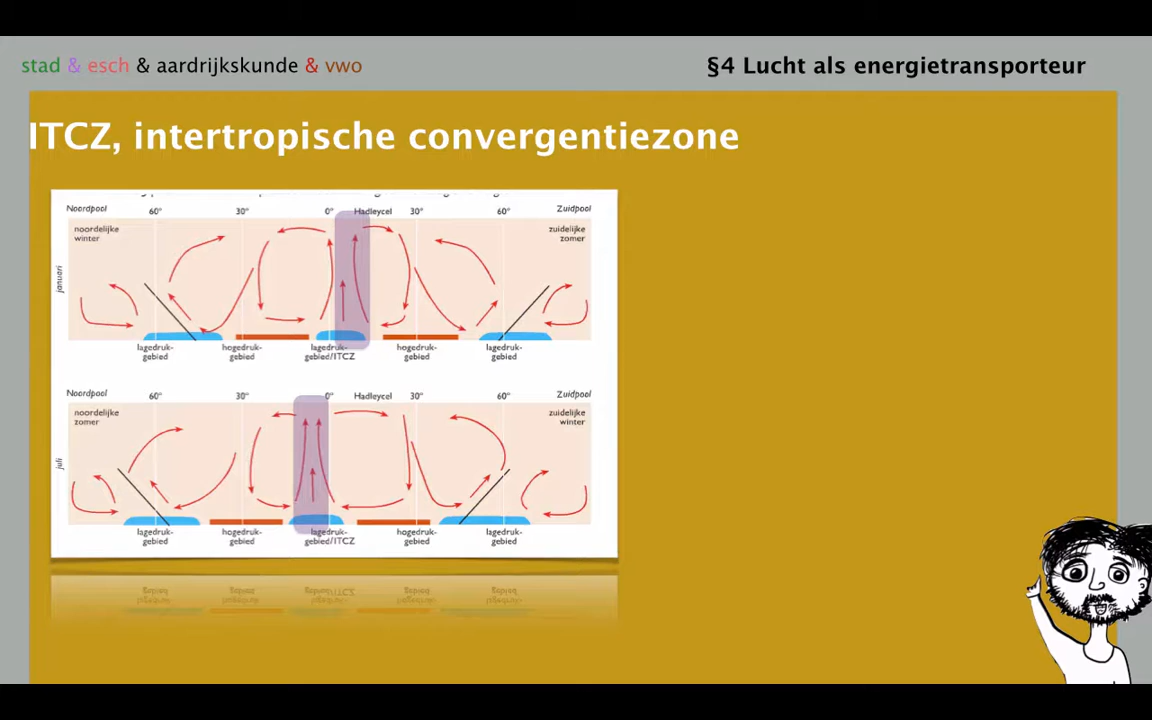 stad & esch & aardrijkskunde & vwo
§4 Lucht als energietransporteur
ITCZ, intertropische convergentiezone
Noordpool 60° 30° 0° Hadleycel 30° 60° Zuidpool
noordelijke winter
zuidelijke zomer
januari
lagedruk-gebied
hogedruk-gebied
lagedruk-gebied/ITCZ
hogedruk-gebied
lagedruk-gebied
Noordpool 60° 30° 0° Hadleycel 30° 60° Zuidpool
noordelijke zomer
zuidelijke winter
juli
lagedruk-gebied
hogedruk-gebied
lagedruk-gebied/ITCZ
hogedruk-gebied
lagedruk-gebied